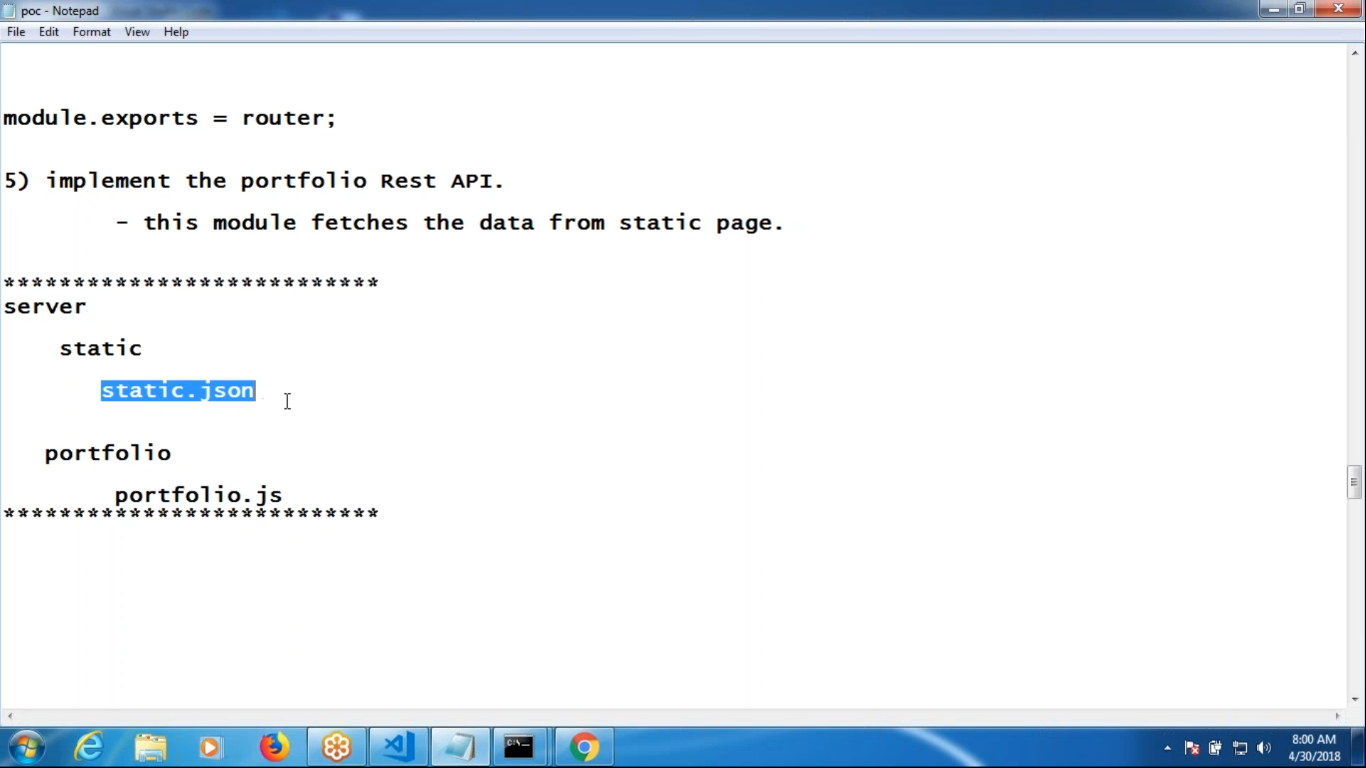 poc - Notepad
File Edit Format View Help
module.exports = router;
5) implement the portfolio Rest API.
- this module fetches the data from static page.
***************************
server
static
static.json
portfolio
portfolio.js
***************************
8:00 AM
4/30/2018